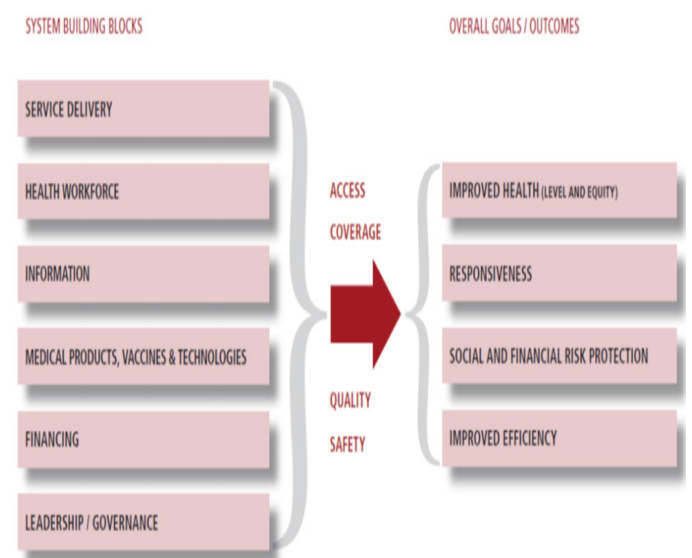 SYSTEM BUILDING BLOCKS
SERVICE DELIVERY
HEALTH WORKFORCE
INFORMATION
MEDICAL PRODUCTS, VACCINES & TECHNOLOGIES
FINANCING
LEADERSHIP / GOVERNANCE
ACCESS
COVERAGE
QUALITY
SAFETY
OVERALL GOALS / OUTCOMES
IMPROVED HEALTH (LEVEL AND EQUITY)
RESPONSIVENESS
SOCIAL AND FINANCIAL RISK PROTECTION
IMPROVED EFFICIENCY